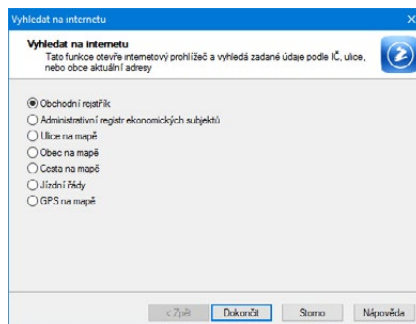 Vyhledat na internetu
Vyhledat na internetu
Tato funkce otevře internetový prohlížeč a vyhledá zadané údaje podle IČ, ulice,
nebo obce aktuální adresy
Obchodní rejstřík
Administrativní registr ekonomických subjektů
Ulice na mapě
Obec na mapě
Cesta na mapě
Jízdní řády
GPS na mapě
< Zpět
Dokončit
Storno
Nápověda